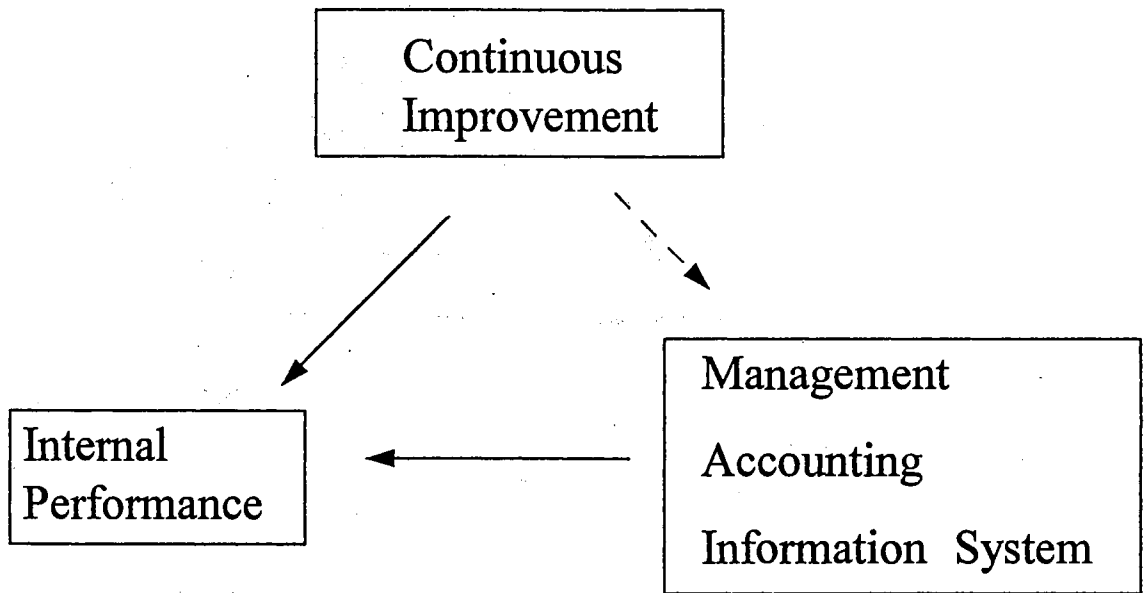 Continuous
Improvement
Management
Internal
Accounting
Performance
Information System